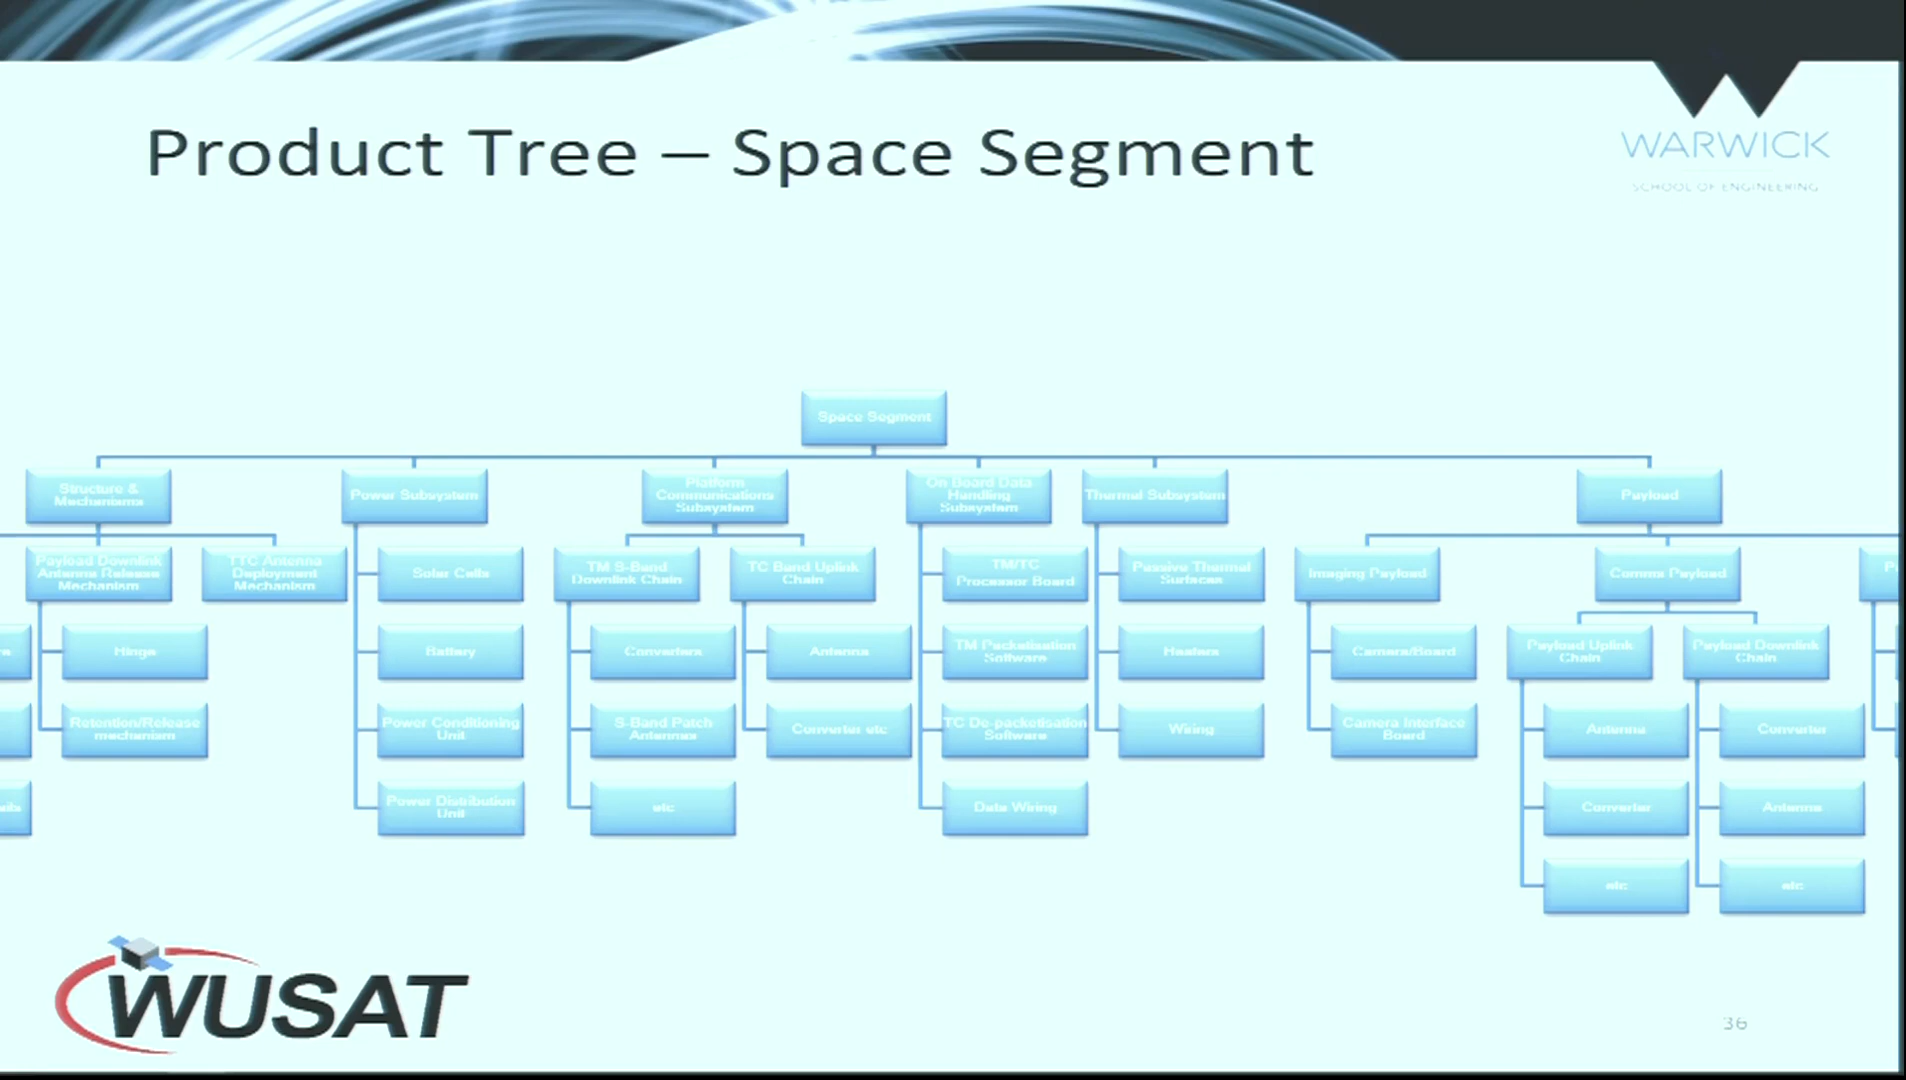 Product Tree – Space Segment
WARWICK
SCHOOL OF ENGINEERING
Space Segment
Structure &
Mechanisms
Power Subsystem
Platform
Communications
Subsystem
On Board Data
Handling
Subsystem
Thermal Subsystem
Payload
Payload Downlink
Antenna Release
Mechanism
TTC Antenna
Deployment
Mechanism
Solar Cells
TM S-Band
Downlink Chain
TC Band Uplink
Chain
TM/TC
Processor Board
Passive Thermal
Surfaces
Imaging Payload
Comms Payload
Hinge
Battery
Converters
Antenna
TM Packetisation
Software
Heaters
Camera/Board
Payload Uplink
Chain
Payload Downlink
Chain
Retention/Release
mechanism
Power Conditioning
Unit
S-Band Patch
Antennas
Converter etc
TC De-packetisation
Software
Wiring
Camera Interface
Board
Antenna
Converter
Power Distribution
Unit
etc
Data Wiring
Converter
Antenna
etc
etc
WUSAT
36